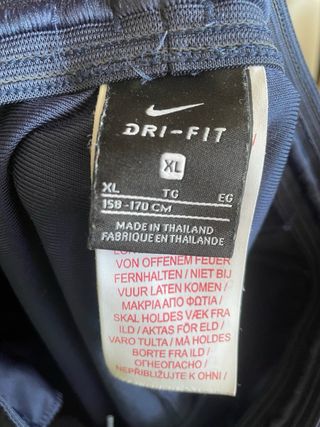 DRI-FIT
XL
XL TG EG
158-170 CM
MADE IN THAILAND
FABRIQUÉ EN THAÏLANDE
VON OFFENEM FEUER
FERNHALTEN / NIET BIJ
VUUR LATEN KOMEN /
ΜΑΚΡΙΑ ΑΠΟ ΦΩΤΙΑ /
SKAL HOLDES VÆK FRA
ILD / AKTAS FÖR ELD /
VARO TULTA / MÅ HOLDES
BORTE FRA ILD /
ОГНЕОПАСНО /
NEPŘIBLIŽUJTE K OHNI /